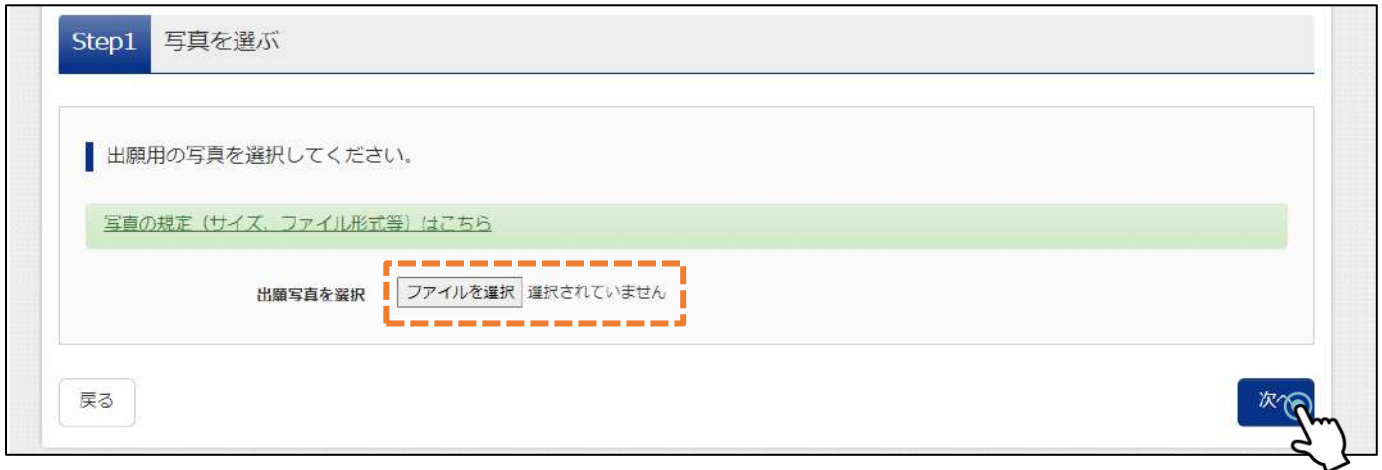 Step1 写真を選ぶ
出願用の写真を選択してください。
写真の規定（サイズ、ファイル形式等）はこちら
出願写真を選択 ファイルを選択 選択されていません
戻る 次へ